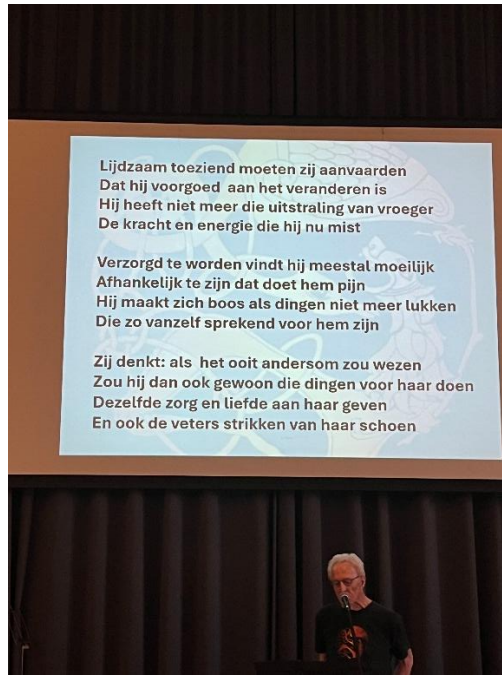 Lijdzaam toeziend moeten zij aanvaarden
Dat hij voorgoed aan het veranderen is
Hij heeft niet meer die uitstraling van vroeger
De kracht en energie die hij nu mist
Verzorgd te worden vindt hij meestal moeilijk
Afhankelijk te zijn dat doet hem pijn
Hij maakt zich boos als dingen niet meer lukken
Die zo vanzelf sprekend voor hem zijn
Zij denkt: als het ooit andersom zou wezen
Zou hij dan ook gewoon die dingen voor haar doen
Dezelfde zorg en liefde aan haar geven
En ook de veters strikken van haar schoen